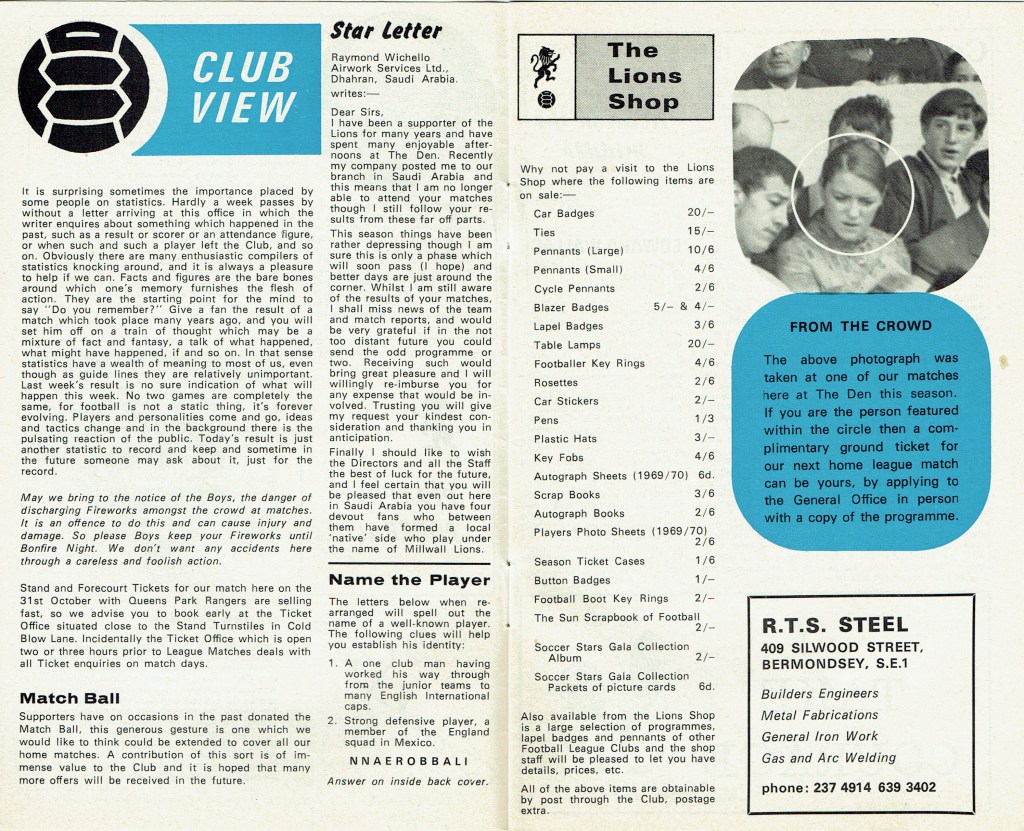 CLUB
VIEW
It is surprising sometimes the importance placed by
some people on statistics. Hardly a week passes by
without a letter arriving at this office in which the
writer enquires about something which happened in the
past, such as a result or scorer or an attendance figure,
or when such and such a player left the Club, and so
on. Obviously there are many enthusiastic compilers of
statistics knocking around, and it is always a pleasure
to help if we can. Facts and figures are the bare bones
around which one's memory furnishes the flesh of
action. They are the starting point for the mind to
say "Do you remember?" Give a fan the result of a
match which took place many years ago, and you will
set him off on a train of thought which may be a
mixture of fact and fantasy, a talk of what happened,
what might have happened, if and so on. In that sense
statistics have a wealth of meaning to most of us, even
though as guide lines they are relatively unimportant.
Last week's result is no sure indication of what will
happen this week. No two games are completely the
same, for football is not a static thing, it's forever
evolving. Players and personalities come and go, ideas
and tactics change and in the background there is the
pulsating reaction of the public. Today's result is just
another statistic to record and keep and sometime in
the future someone may ask about it, just for the
record.
May we bring to the notice of the Boys, the danger of
discharging Fireworks amongst the crowd at matches.
It is an offence to do this and can cause injury and
damage. So please Boys keep your Fireworks until
Bonfire Night. We don't want any accidents here
through a careless and foolish action.
Stand and Forecourt Tickets for our match here on the
31st October with Queens Park Rangers are selling
fast, so we advise you to book early at the Ticket
Office situated close to the Stand Turnstiles in Cold
Blow Lane. Incidentally the Ticket Office which is open
two or three hours prior to League Matches deals with
all Ticket enquiries on match days.
Match Ball
Supporters have on occasions in the past donated the
Match Ball, this generous gesture is one which we
would like to think could be extended to cover all our
home matches. A contribution of this sort is of im-
mense value to the Club and it is hoped that many
more offers will be received in the future.
Star Letter
Raymond Wichello
Airwork Services Ltd.,
Dhahran, Saudi Arabia.
writes:—
Dear Sirs,
I have been a supporter of the
Lions for many years and have
spent many enjoyable after-
noons at The Den. Recently
my company posted me to our
branch in Saudi Arabia and
this means that I am no longer
able to attend your matches
though I still follow your re-
sults from these far off parts.
This season things have been
rather depressing though I am
sure this is only a phase which
will soon pass (I hope) and
better days are just around the
corner. Whilst I am still aware
of the results of your matches,
I shall miss news of the team
and match reports, and would
be very grateful if in the not
too distant future you could
send the odd programme or
two. Receiving such would
bring great pleasure and I will
willingly re-imburse you for
any expense that would be in-
volved. Trusting you will give
my request your kindest con-
sideration and thanking you in
anticipation.
Finally I should like to wish
the Directors and all the Staff
the best of luck for the future,
and I feel certain that you will
be pleased that even out here
in Saudi Arabia you have four
devout fans who between
them have formed a local
'native' side who play under
the name of Millwall Lions.
Name the Player
The letters below when re-
arranged will spell out the
name of a well-known player.
The following clues will help
you establish his identity:
1. A one club man having
worked his way through
from the junior teams to
many English International
caps.
2. Strong defensive player, a
member of the England
squad in Mexico.
NNAEROBBALI
Answer on inside back cover.
The
Lions
Shop
Why not pay a visit to the Lions
Shop where the following items are
on sale:—
Car Badges 20/–
Ties 15/–
Pennants (Large) 10/6
Pennants (Small) 4/6
Cycle Pennants 2/6
Blazer Badges 5/– & 4/–
Lapel Badges 3/6
Table Lamps 20/–
Footballer Key Rings 4/6
Rosettes 2/6
Car Stickers 2/–
Pens 1/3
Plastic Hats 3/–
Key Fobs 4/6
Autograph Sheets (1969/70) 6d.
Scrap Books 3/6
Autograph Books 2/6
Players Photo Sheets (1969/70)
2/6
Season Ticket Cases 1/6
Button Badges 1/–
Football Boot Key Rings 2/–
The Sun Scrapbook of Football
2/–
Soccer Stars Gala Collection
Album 2/–
Soccer Stars Gala Collection
Packets of picture cards 6d.
Also available from the Lions Shop
is a large selection of programmes,
lapel badges and pennants of other
Football League Clubs and the shop
staff will be pleased to let you have
details, prices, etc.
All of the above items are obtainable
by post through the Club, postage
extra.
FROM THE CROWD
The above photograph was
taken at one of our matches
here at The Den this season.
If you are the person featured
within the circle then a com-
plimentary ground ticket for
our next home league match
can be yours, by applying to
the General Office in person
with a copy of the programme.
R.T.S. STEEL
409 SILWOOD STREET,
BERMONDSEY, S.E.1
Builders Engineers
Metal Fabrications
General Iron Work
Gas and Arc Welding
phone: 237 4914 639 3402